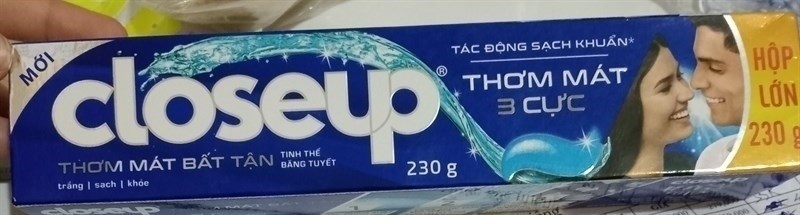 MỚI
closeup®
THƠM MÁT BẤT TẬN
TINH THỂ
BĂNG TUYẾT
trắng | sạch | khỏe
230 g
TÁC ĐỘNG SẠCH KHUẨN*
THƠM MÁT
3 CỰC
HỘP
LỚN
230 g